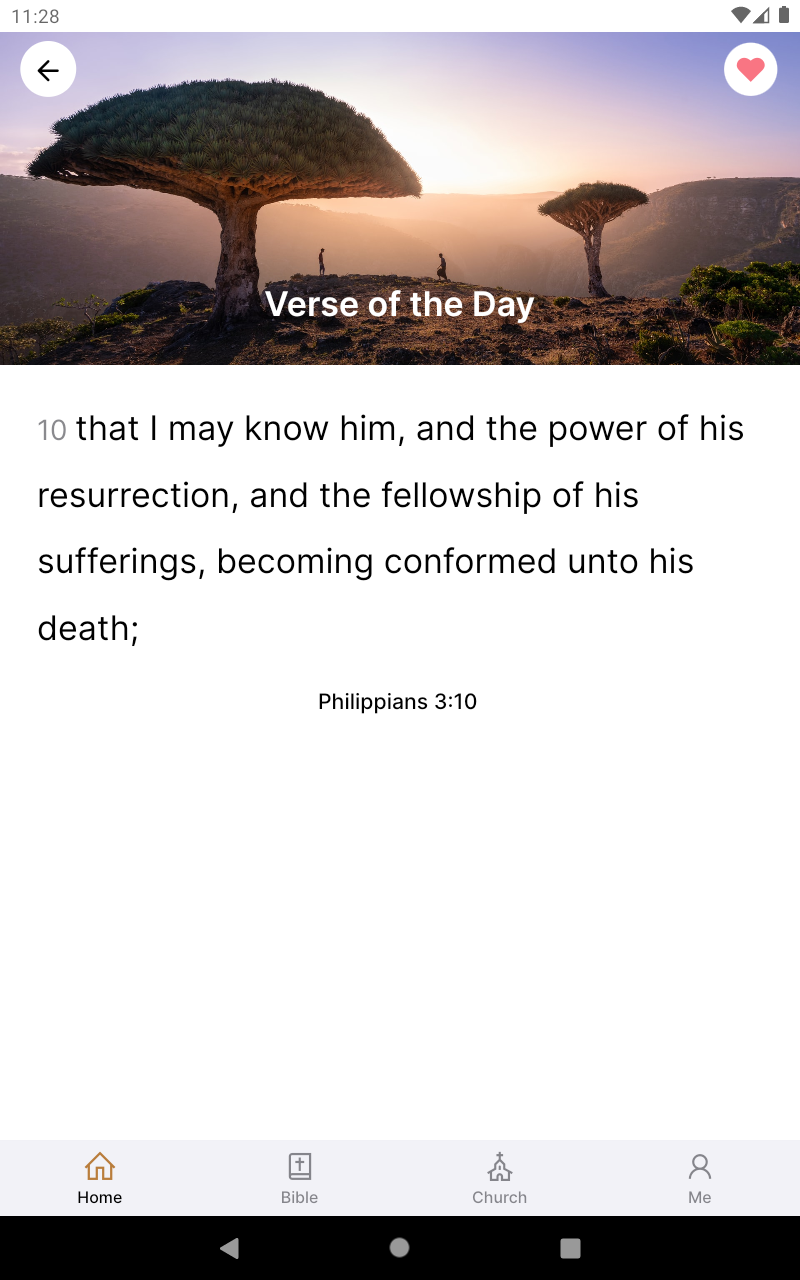 11:28
Verse of the Day
10 that I may know him, and the power of his
resurrection, and the fellowship of his
sufferings, becoming conformed unto his
death;
Philippians 3:10
Home
Bible
Church
Me